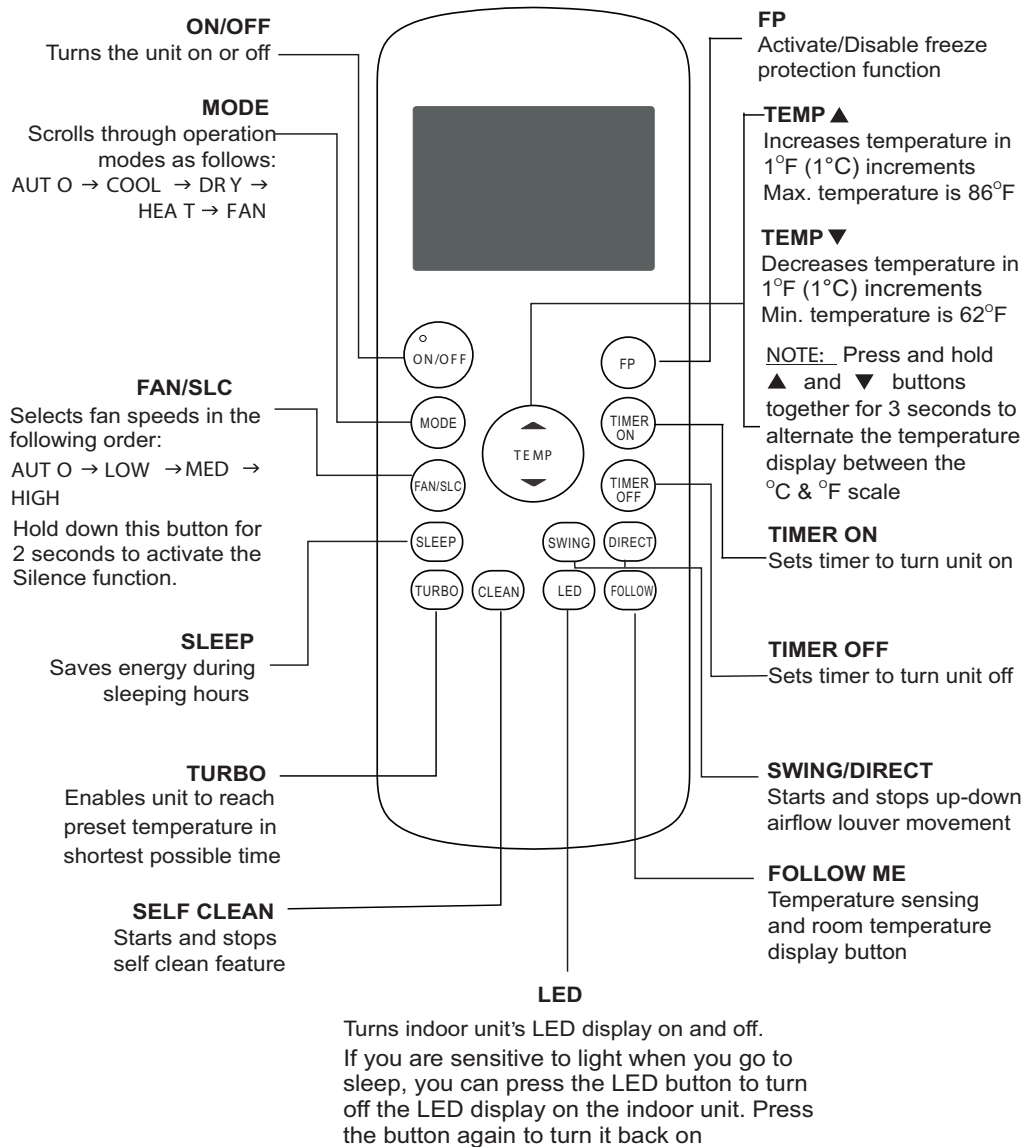 ON/OFF
Turns the unit on or off
MODE
Scrolls through operation
modes as follows:
AUT O → COOL → DR Y →
HEA T → FAN
FAN/SLC
Selects fan speeds in the
following order:
AUT O → LOW → MED →
HIGH
Hold down this button for
2 seconds to activate the
Silence function.
SLEEP
Saves energy during
sleeping hours
TURBO
Enables unit to reach
preset temperature in
shortest possible time
SELF CLEAN
Starts and stops
self clean feature
ON/OFF
FP
MODE
TEMP
TIMER
ON
FAN/SLC
TIMER
OFF
SLEEP
SWING
DIRECT
TURBO
CLEAN
LED
FOLLOW
FP
Activate/Disable freeze
protection function
TEMP ▲
Increases temperature in
1°F (1°C) increments
Max. temperature is 86°F
TEMP ▼
Decreases temperature in
1°F (1°C) increments
Min. temperature is 62°F
NOTE: Press and hold
▲ and ▼ buttons
together for 3 seconds to
alternate the temperature
display between the
°C & °F scale
TIMER ON
Sets timer to turn unit on
TIMER OFF
Sets timer to turn unit off
SWING/DIRECT
Starts and stops up-down
airflow louver movement
FOLLOW ME
Temperature sensing
and room temperature
display button
LED
Turns indoor unit's LED display on and off.
If you are sensitive to light when you go to
sleep, you can press the LED button to turn
off the LED display on the indoor unit. Press
the button again to turn it back on